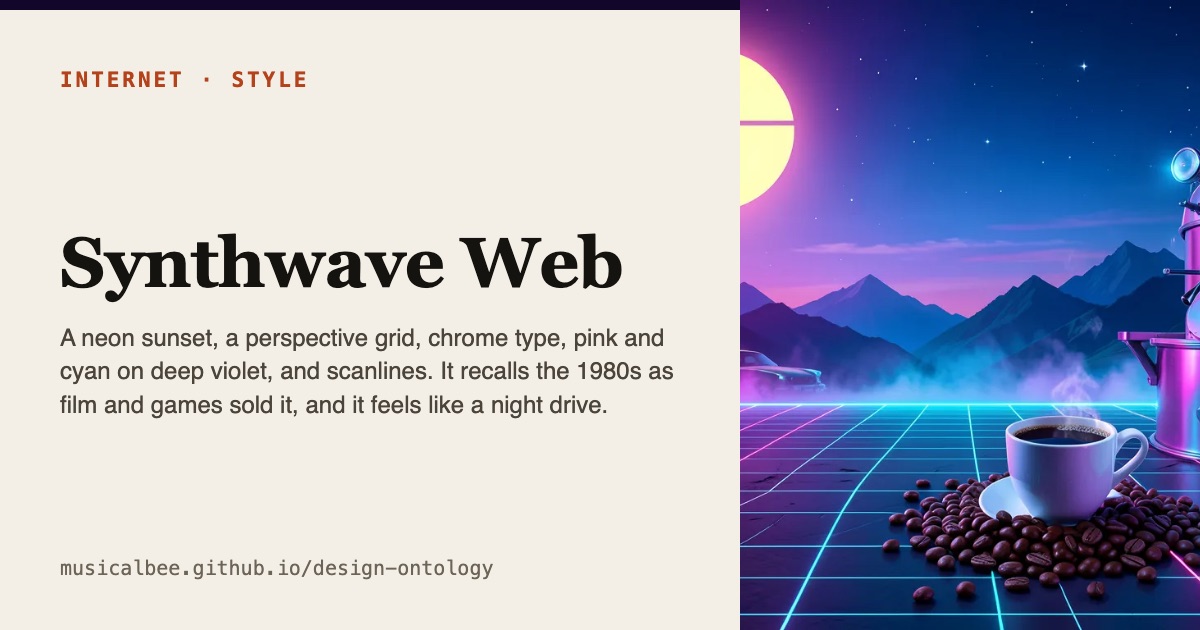 INTERNET · STYLE
Synthwave Web
A neon sunset, a perspective grid, chrome type, pink and
cyan on deep violet, and scanlines. It recalls the 1980s as
film and games sold it, and it feels like a night drive.
musicalbee.github.io/design-ontology